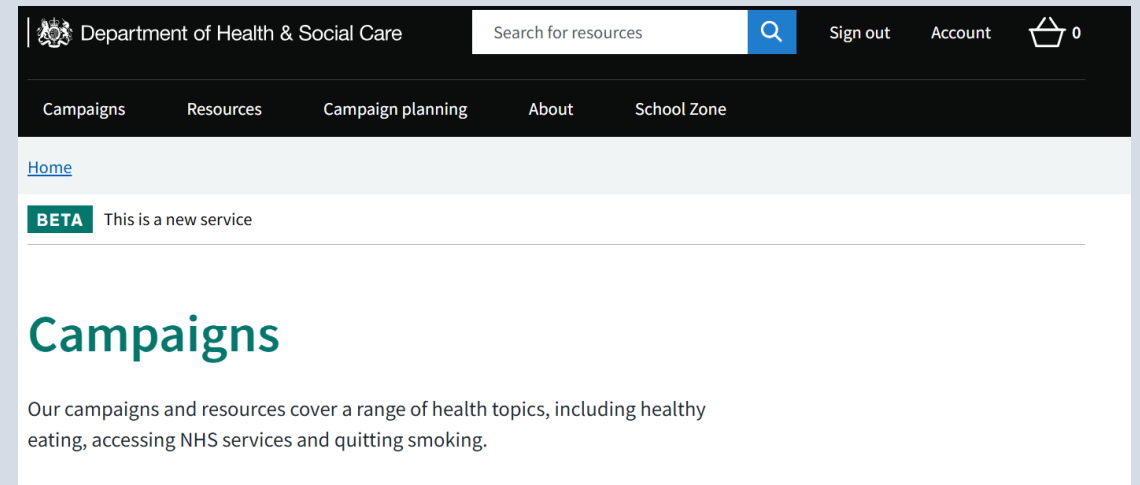 Department of Health & Social Care
Search for resources
Sign out
Account
0
Campaigns
Resources
Campaign planning
About
School Zone
Home
BETA This is a new service
Campaigns
Our campaigns and resources cover a range of health topics, including healthy
eating, accessing NHS services and quitting smoking.